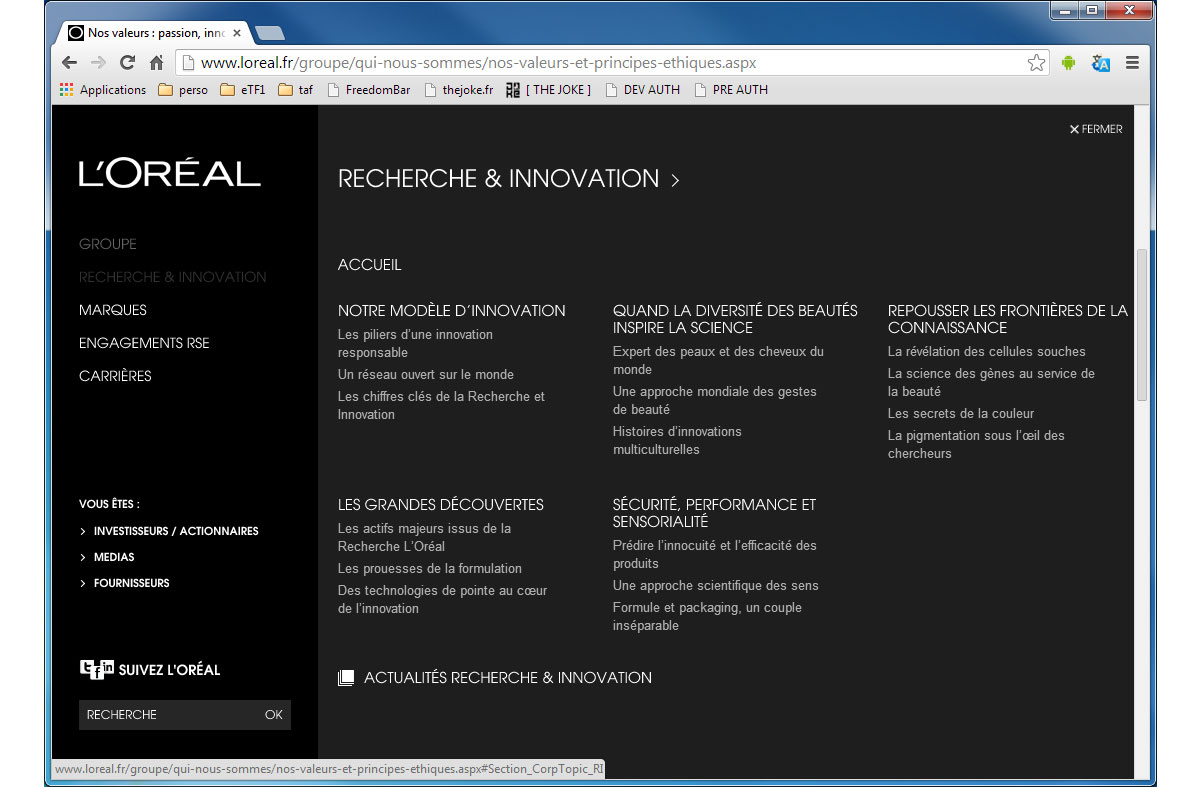 Nos valeurs : passion, inno
www.loreal.fr/groupe/qui-nous-sommes/nos-valeurs-et-principes-ethiques.aspx
Applications perso eTF1 taf FreedomBar thejoke.fr [ THE JOKE ] DEV AUTH PRE AUTH
FERMER
L'ORÉAL
GROUPE
RECHERCHE & INNOVATION
MARQUES
ENGAGEMENTS RSE
CARRIÈRES
VOUS ÊTES :
INVESTISSEURS / ACTIONNAIRES
MEDIAS
FOURNISSEURS
SUIVEZ L'ORÉAL
RECHERCHE OK
RECHERCHE & INNOVATION
ACCUEIL
NOTRE MODÈLE D'INNOVATION
Les piliers d'une innovation
responsable
Un réseau ouvert sur le monde
Les chiffres clés de la Recherche et
Innovation
QUAND LA DIVERSITÉ DES BEAUTÉS
INSPIRE LA SCIENCE
Expert des peaux et des cheveux du
monde
Une approche mondiale des gestes
de beauté
Histoires d'innovations
multiculturelles
REPOUSSER LES FRONTIÈRES DE LA
CONNAISSANCE
La révélation des cellules souches
La science des gènes au service de
la beauté
Les secrets de la couleur
La pigmentation sous l'œil des
chercheurs
LES GRANDES DÉCOUVERTES
Les actifs majeurs issus de la
Recherche L'Oréal
Les prouesses de la formulation
Des technologies de pointe au cœur
de l'innovation
SÉCURITÉ, PERFORMANCE ET
SENSORIALITÉ
Prédire l'innocuité et l'efficacité des
produits
Une approche scientifique des sens
Formule et packaging, un couple
inséparable
ACTUALITÉS RECHERCHE & INNOVATION
www.loreal.fr/groupe/qui-nous-sommes/nos-valeurs-et-principes-ethiques.aspx#Section_CorpTopic_RI